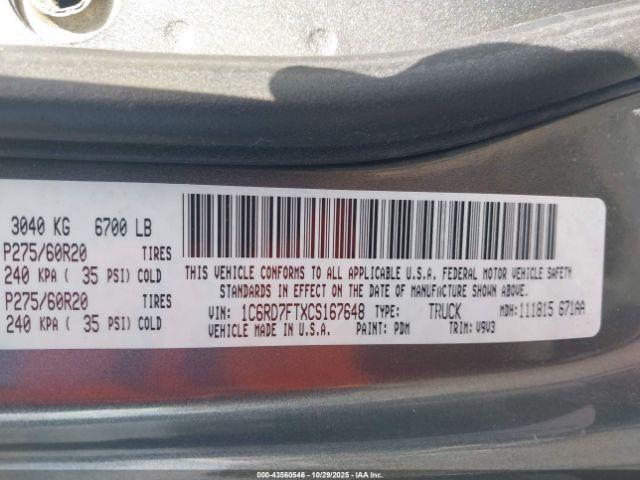 3040 KG 6700 LB
P275/60R20 TIRES
240 KPA ( 35 PSI) COLD
P275/60R20 TIRES
240 KPA ( 35 PSI) COLD
THIS VEHICLE CONFORMS TO ALL APPLICABLE U.S.A. FEDERAL MOTOR VEHICLE SAFETY
STANDARDS IN EFFECT ON THE DATE OF MANUFACTURE SHOWN ABOVE.
VIN: 1C6RD7FTXCS167648 TYPE: TRUCK MDH: 111815 671AA
VEHICLE MADE IN U.S.A. PAINT: PDM TRIM: V9V3
000-43560546 - 10/29/2025 - IAAI, Inc.